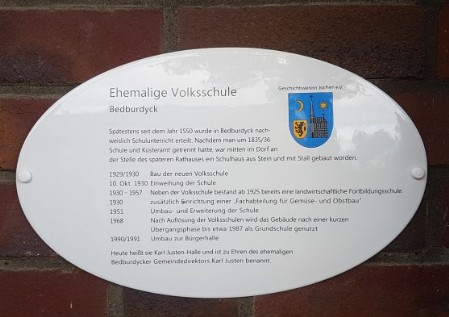 Ehemalige Volksschule
Bedburdyck
Geschichtsverein Jüchen e.V.
Spätestens seit dem Jahr 1550 wurde in Bedburdyck nach-
weislich Schulunterricht erteilt. Nachdem man um 1835/36
Schule und Küsteramt getrennt hatte, war mitten im Dorf an
der Stelle des späteren Rathauses ein Schulhaus aus Stein und mit Stall gebaut worden.
1929/1930 Bau der neuen Volksschule
10. Okt. 1930 Einweihung der Schule
1930 - 1957 Neben der Volksschule bestand ab 1925 bereits eine landwirtschaftliche Fortbildungsschule.
1930 zusätzlich Einrichtung einer „Fachabteilung für Gemüse- und Obstbau"
1951 Umbau- und Erweiterung der Schule
1968 Nach Auflösung der Volksschulen wird das Gebäude nach einer kurzen
Übergangsphase bis etwa 1987 als Grundschule genutzt
1990/1991 Umbau zur Bürgerhalle
Heute heißt sie Karl-Justen-Halle und ist zu Ehren des ehemaligen
Bedburdycker Gemeindedirektors Karl Justen benannt.